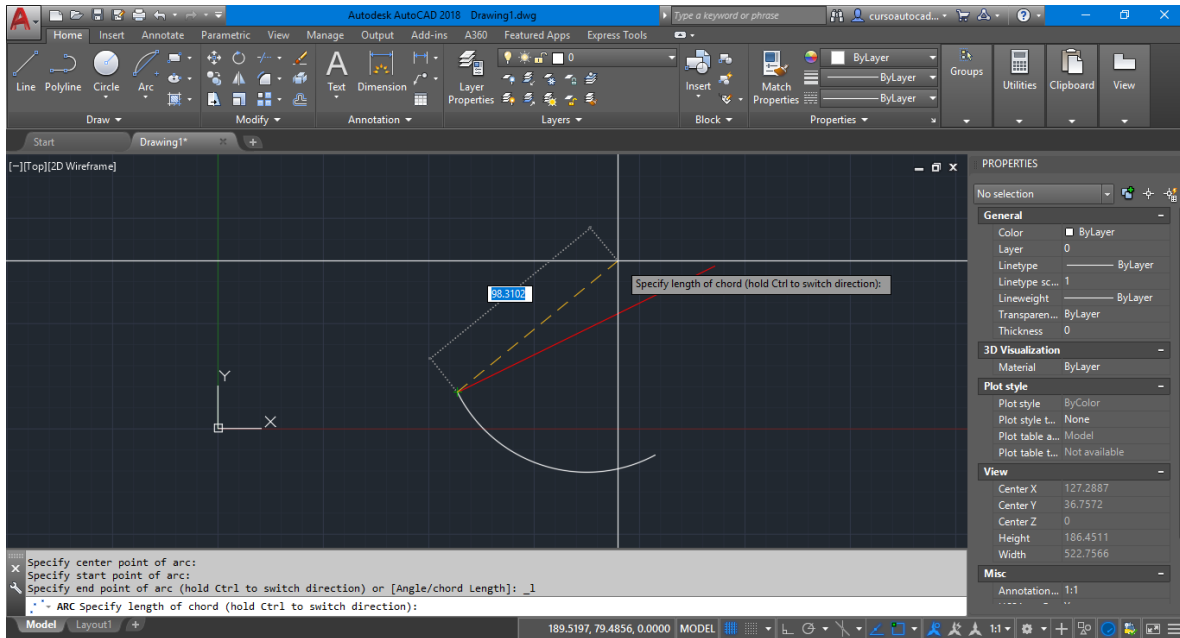 Autodesk AutoCAD 2018 Drawing1.dwg
Type a keyword or phrase
cursoautocad...
Home Insert Annotate Parametric View Manage Output Add-ins A360 Featured Apps Express Tools
Line Polyline Circle Arc
Text Dimension
Layer Properties
0
Insert
Match Properties
ByLayer
ByLayer
ByLayer
Groups
Utilities
Clipboard
View
Draw
Modify
Annotation
Layers
Block
Properties
Start
Drawing1*
[−][Top][2D Wireframe]
98.3102
Specify length of chord (hold Ctrl to switch direction):
Y
X
PROPERTIES
No selection
General
Color ByLayer
Layer 0
Linetype ByLayer
Linetype sc... 1
Lineweight ByLayer
Transparen... ByLayer
Thickness 0
3D Visualization
Material ByLayer
Plot style
Plot style ByColor
Plot style t... None
Plot table a... Model
Plot table t... Not available
View
Center X 127.2887
Center Y 36.7572
Center Z 0
Height 186.4511
Width 522.7566
Misc
Annotation... 1:1
Specify center point of arc:
Specify start point of arc:
Specify end point of arc (hold Ctrl to switch direction) or [Angle/chord Length]: _l
ARC Specify length of chord (hold Ctrl to switch direction):
Model Layout1 +
189.5197, 79.4856, 0.0000 MODEL
1:1